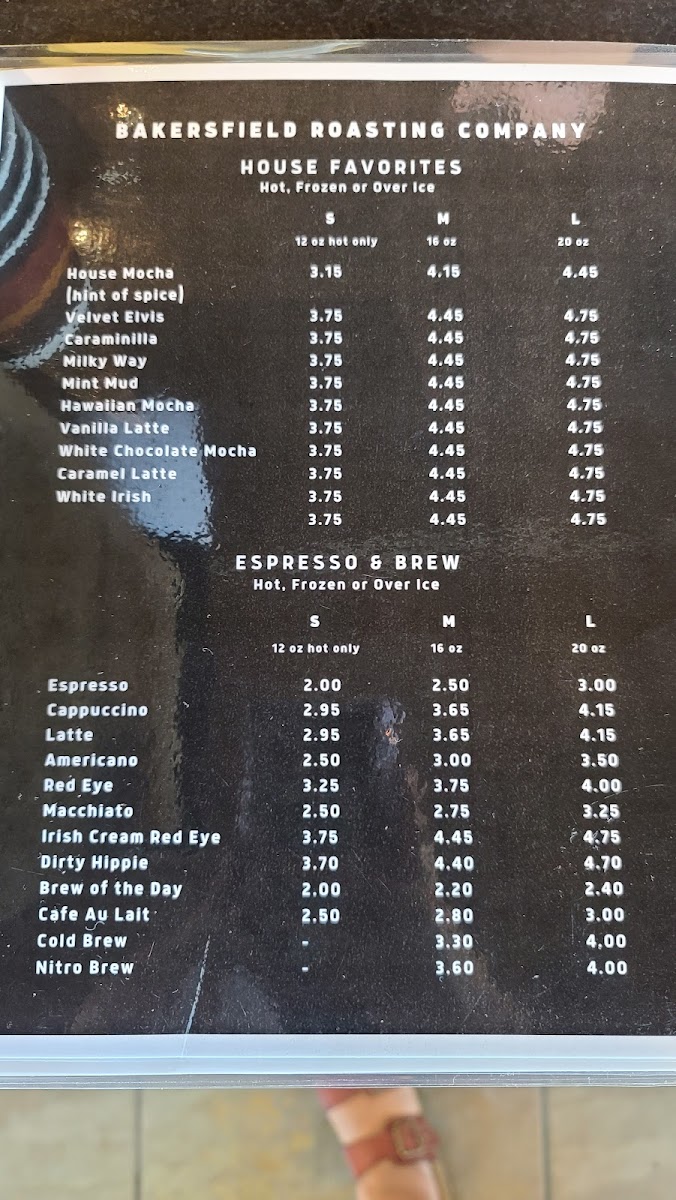 BAKERSFIELD ROASTING COMPANY
HOUSE FAVORITES
Hot, Frozen or Over Ice
S M L
12 oz hot only 16 oz 20 oz
House Mocha 3.15 4.15 4.45
(hint of spice)
Velvet Elvis 3.75 4.45 4.75
Caraminilla 3.75 4.45 4.75
Milky Way 3.75 4.45 4.75
Mint Mud 3.75 4.45 4.75
Hawaiian Mocha 3.75 4.45 4.75
Vanilla Latte 3.75 4.45 4.75
White Chocolate Mocha 3.75 4.45 4.75
Caramel Latte 3.75 4.45 4.75
White Irish 3.75 4.45 4.75
3.75 4.45 4.75
ESPRESSO & BREW
Hot, Frozen or Over Ice
S M L
12 oz hot only 16 oz 20 oz
Espresso 2.00 2.50 3.00
Cappuccino 2.95 3.65 4.15
Latte 2.95 3.65 4.15
Americano 2.50 3.00 3.50
Red Eye 3.25 3.75 4.00
Macchiato 2.50 2.75 3.25
Irish Cream Red Eye 3.75 4.45 4.75
Dirty Hippie 3.70 4.40 4.70
Brew of the Day 2.00 2.20 2.40
Cafe Au Lait 2.50 2.80 3.00
Cold Brew - 3.30 4.00
Nitro Brew - 3.60 4.00